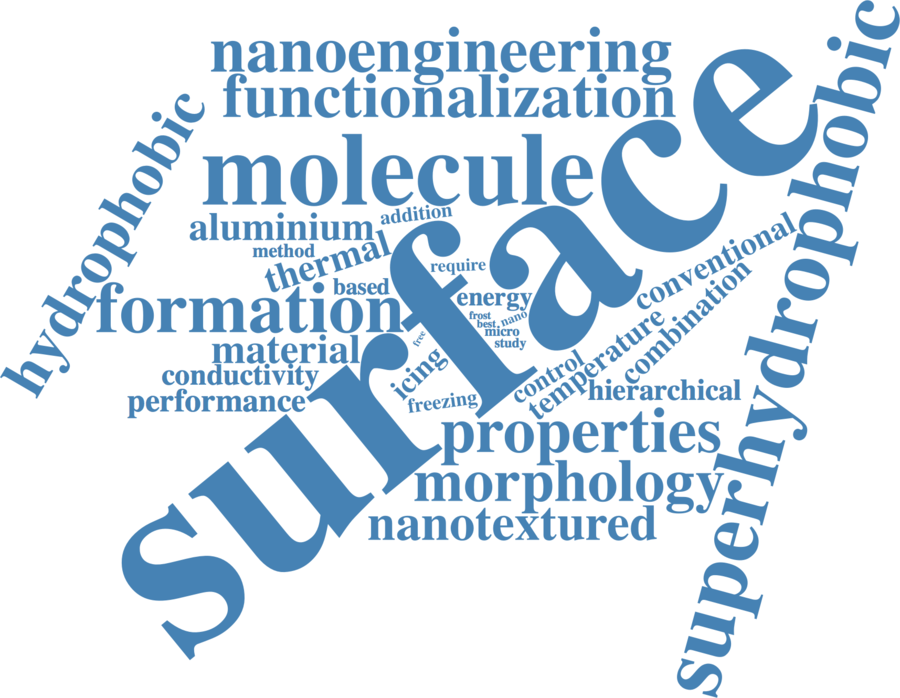 nanoengineering
functionalization
superhydrophobic
hydrophobic
molecule
surface
aluminium
addition
method
thermal
require
based
formation
energy
conventional
combination
frost
best
nano
micro
study
free
material
icing
temperature
control
conductivity
hierarchical
performance
freezing
properties
morphology
nanotextured